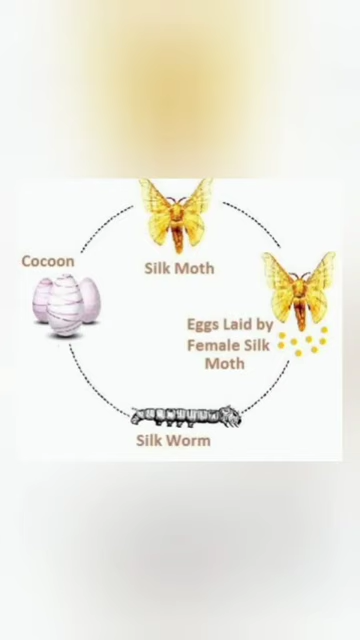 Silk Moth
Cocoon
Eggs Laid by
Female Silk
Moth
Silk Worm